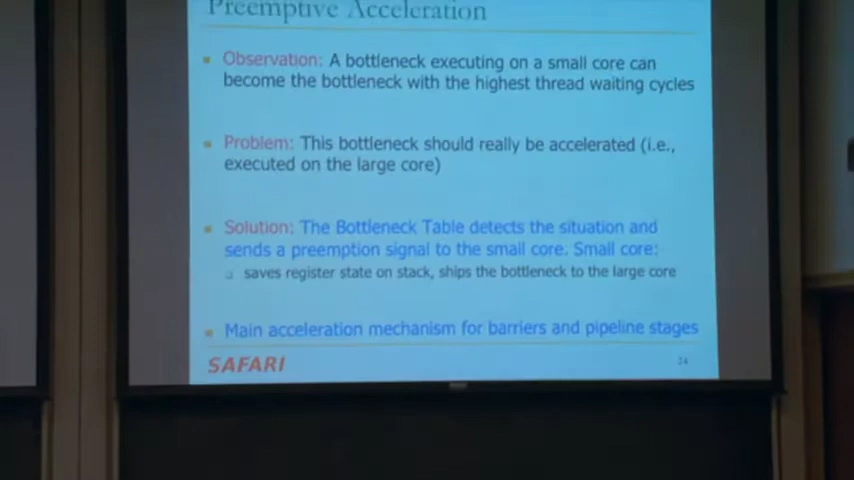 Preemptive Acceleration
Observation: A bottleneck executing on a small core can
become the bottleneck with the highest thread waiting cycles
Problem: This bottleneck should really be accelerated (i.e.,
executed on the large core)
Solution: The Bottleneck Table detects the situation and
sends a preemption signal to the small core. Small core:
saves register state on stack, ships the bottleneck to the large core
Main acceleration mechanism for barriers and pipeline stages
SAFARI
24